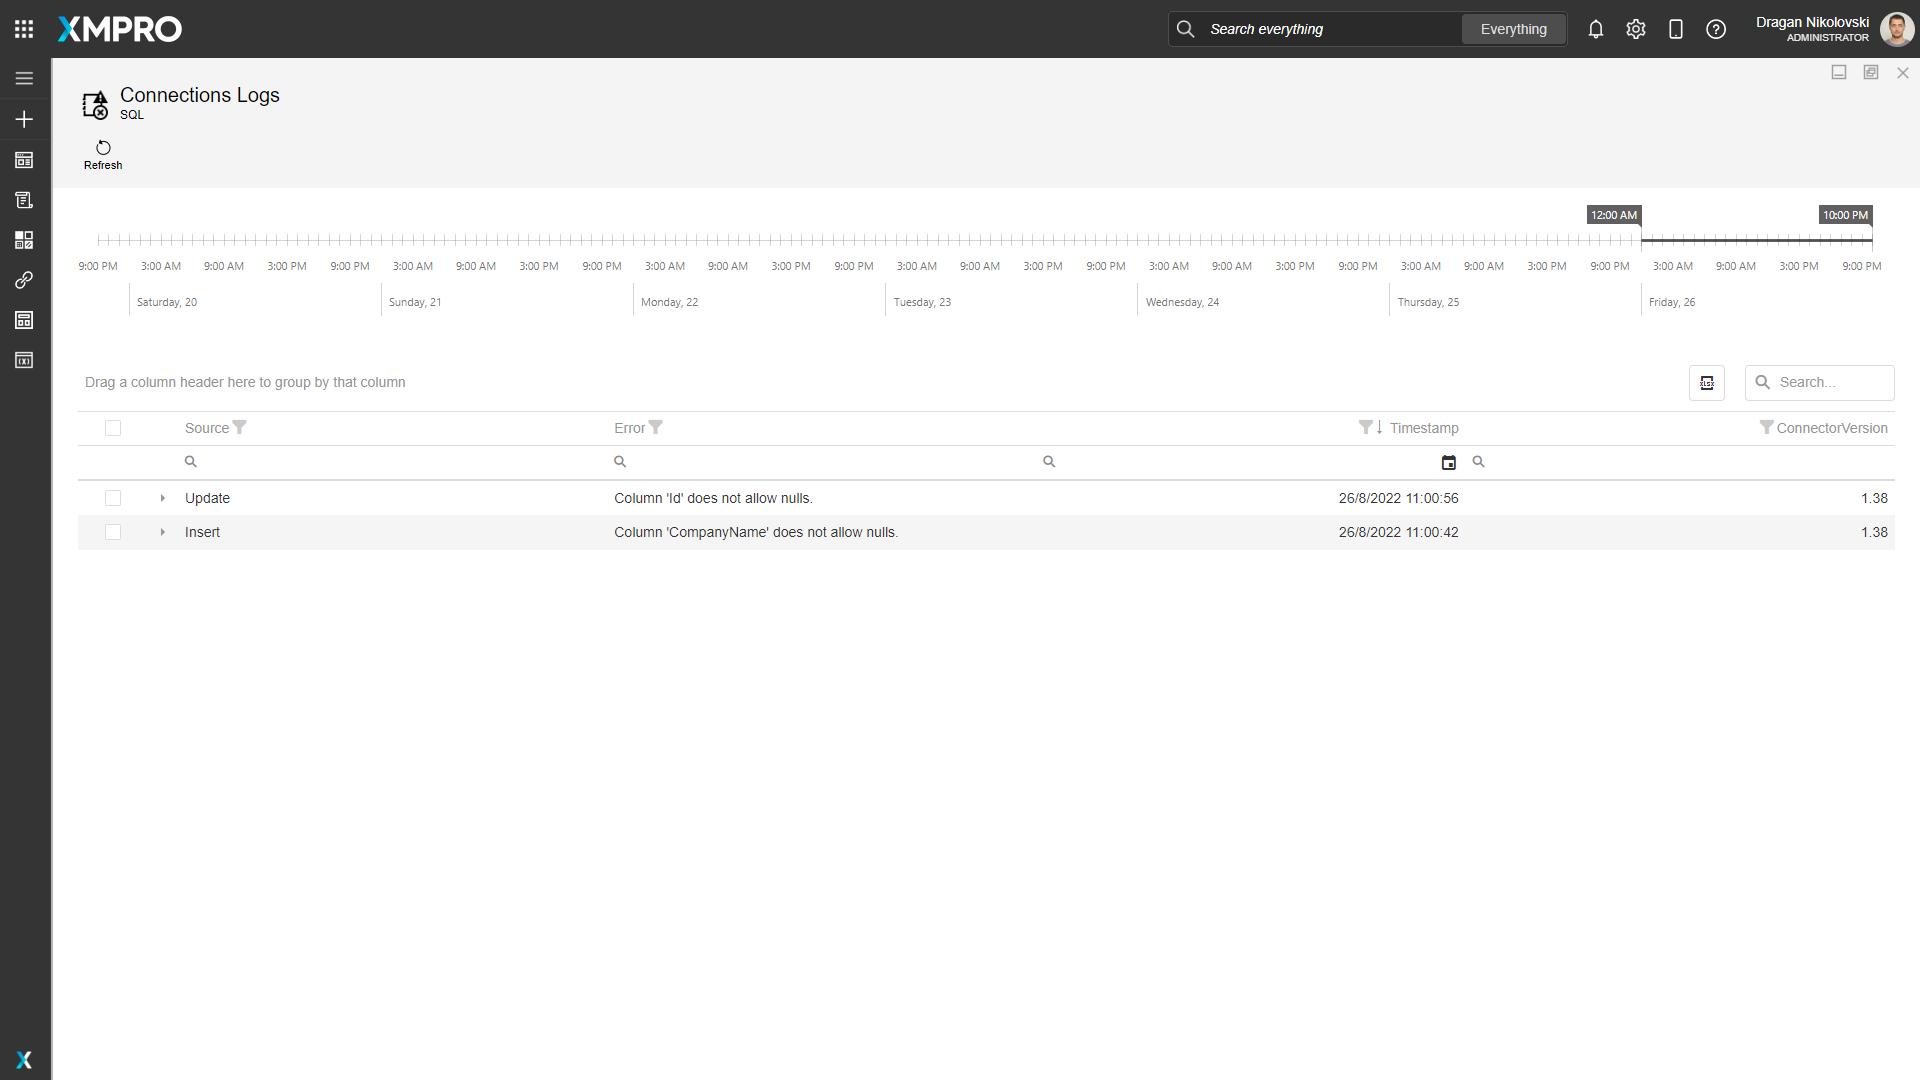 XMPRO
Search everything
Everything
Dragan Nikolovski
ADMINISTRATOR
Connections Logs
SQL
Refresh
12:00 AM 10:00 PM
9:00 PM 3:00 AM 9:00 AM 3:00 PM 9:00 PM 3:00 AM 9:00 AM 3:00 PM 9:00 PM 3:00 AM 9:00 AM 3:00 PM 9:00 PM 3:00 AM 9:00 AM 3:00 PM 9:00 PM 3:00 AM 9:00 AM 3:00 PM 9:00 PM 3:00 AM 9:00 AM 3:00 PM 9:00 PM 3:00 AM 9:00 AM 3:00 PM 9:00 PM
Saturday, 20 Sunday, 21 Monday, 22 Tuesday, 23 Wednesday, 24 Thursday, 25 Friday, 26
Drag a column header here to group by that column
XLSX
Search...
Source Error Timestamp ConnectorVersion
Update Column 'Id' does not allow nulls. 26/8/2022 11:00:56 1.38
Insert Column 'CompanyName' does not allow nulls. 26/8/2022 11:00:42 1.38